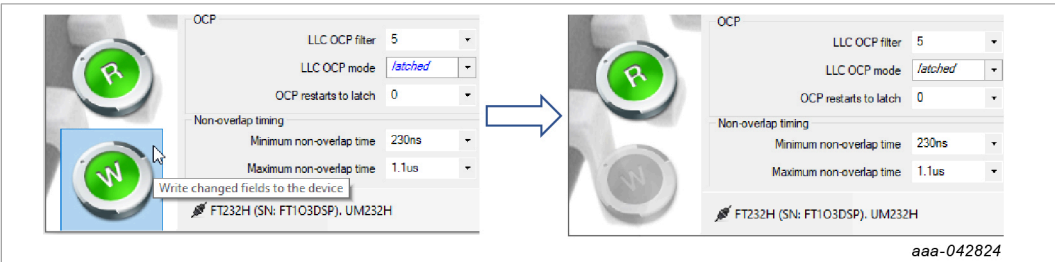 OCP
LLC OCP filter 5
R
LLC OCP mode latched
OCP restarts to latch 0
Non-overlap timing
Minimum non-overlap time 230ns
W
Maximum non-overlap time 1.1us
Write changed fields to the device
FT232H (SN: FT1O3DSP). UM232H
OCP
LLC OCP filter 5
R
LLC OCP mode latched
OCP restarts to latch 0
Non-overlap timing
Minimum non-overlap time 230ns
W
Maximum non-overlap time 1.1us
FT232H (SN: FT1O3DSP). UM232H
aaa-042824